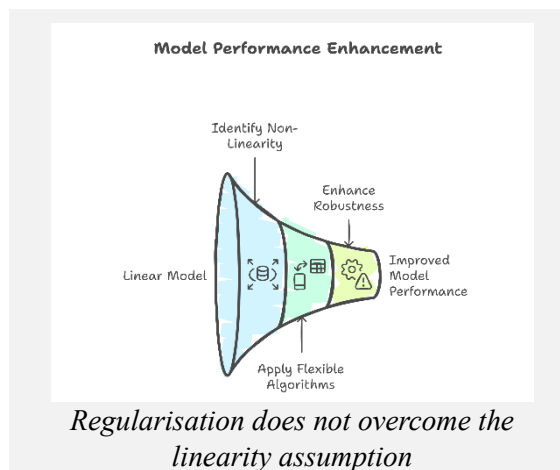 Model Performance Enhancement
Identify Non-
Linearity
Enhance
Robustness
Linear Model
Improved
Model
Performance
Apply Flexible
Algorithms
Regularisation does not overcome the
linearity assumption